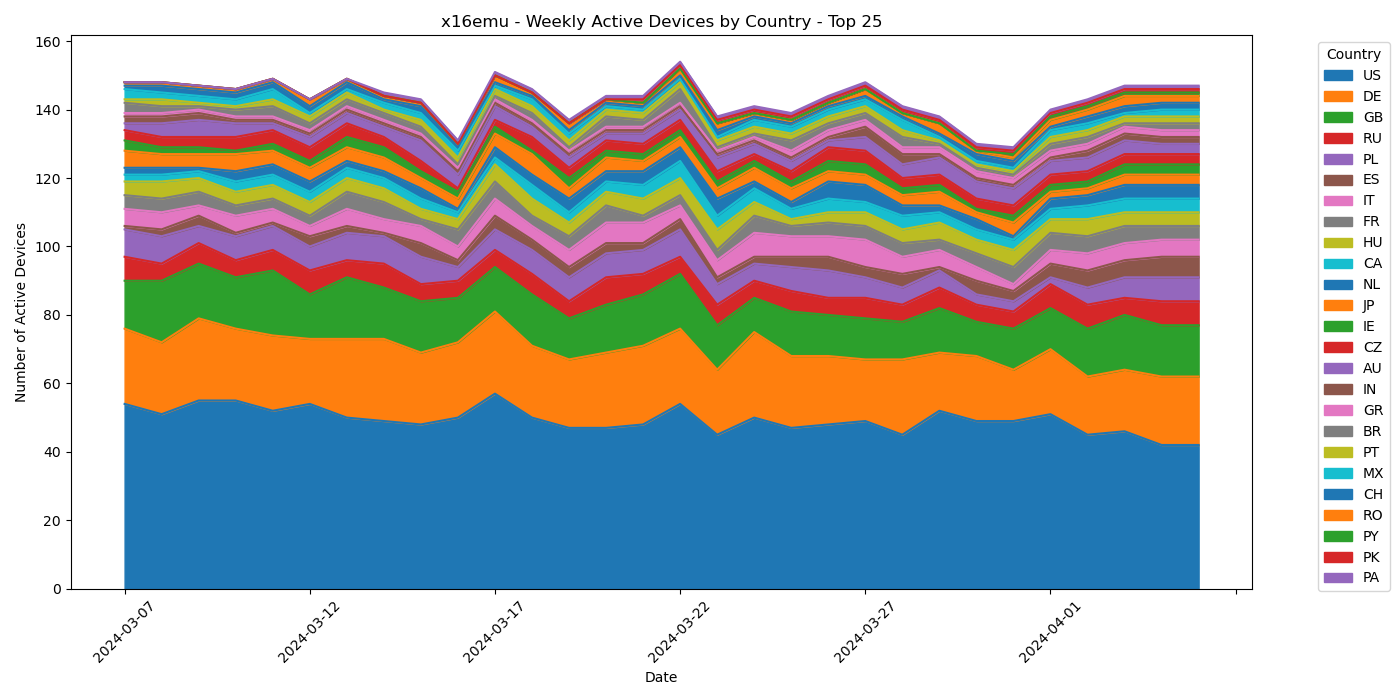 x16emu - Weekly Active Devices by Country - Top 25
160
140
120
100
80
60
40
20
0
Number of Active Devices
2024-03-07
2024-03-12
2024-03-17
2024-03-22
2024-03-27
2024-04-01
Date
Country
US
DE
GB
RU
PL
ES
IT
FR
HU
CA
NL
JP
IE
CZ
AU
IN
GR
BR
PT
MX
CH
RO
PY
PK
PA